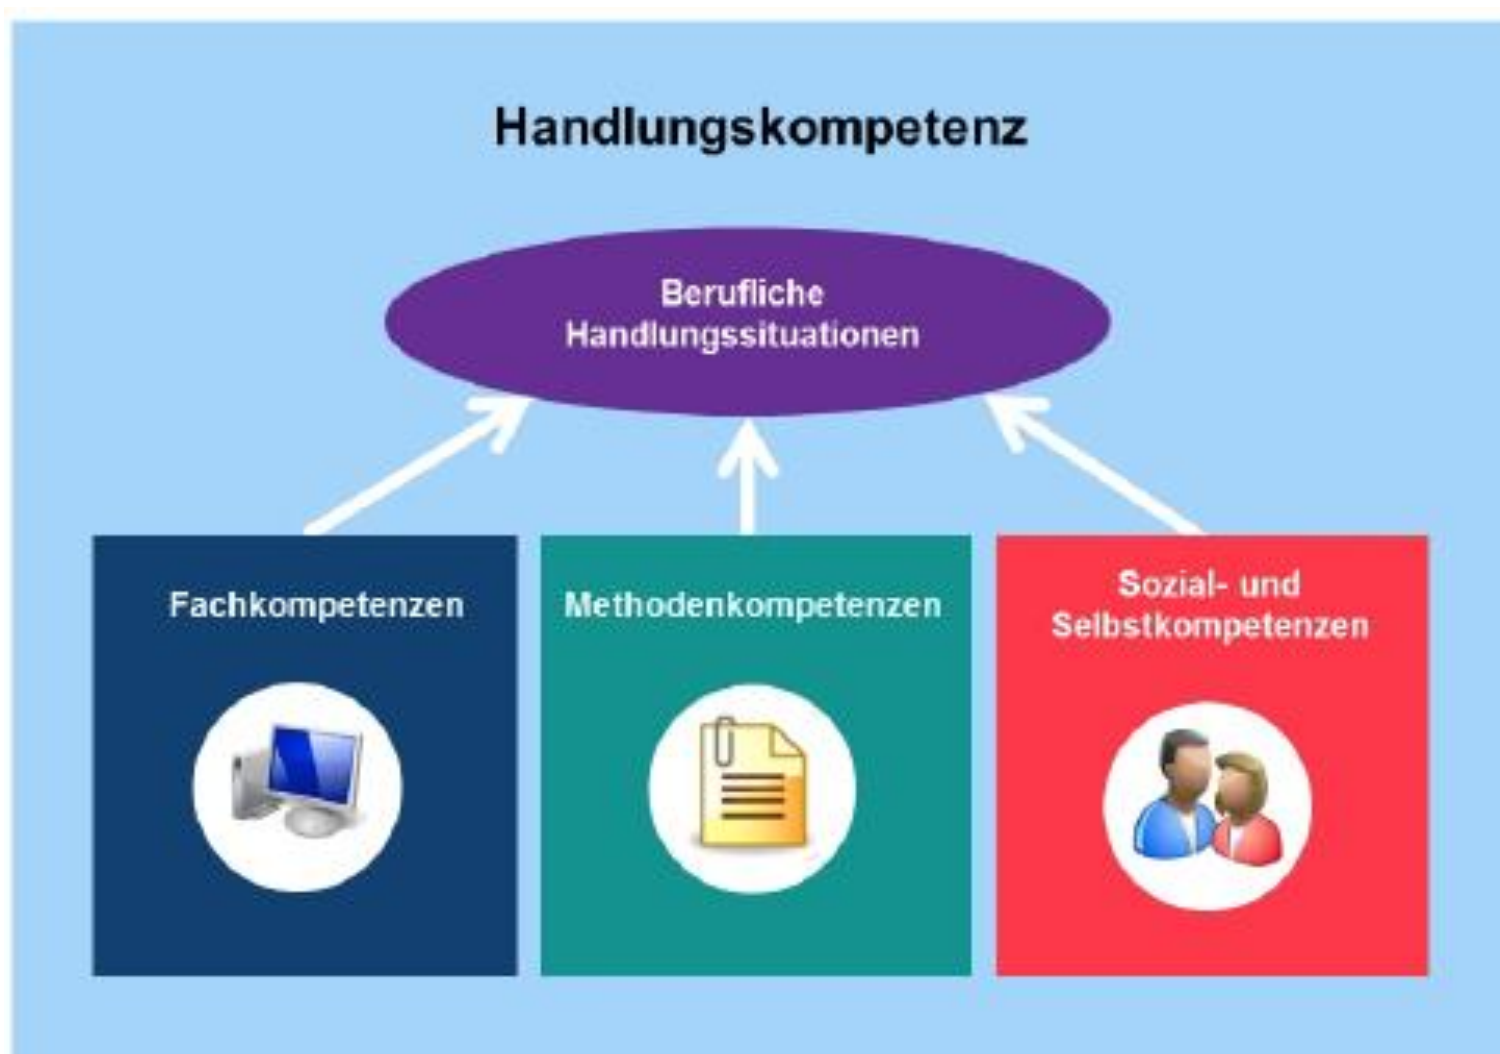 Handlungskompetenz
Berufliche
Handlungssituationen
Fachkompetenzen
Methodenkompetenzen
Sozial- und
Selbstkompetenzen